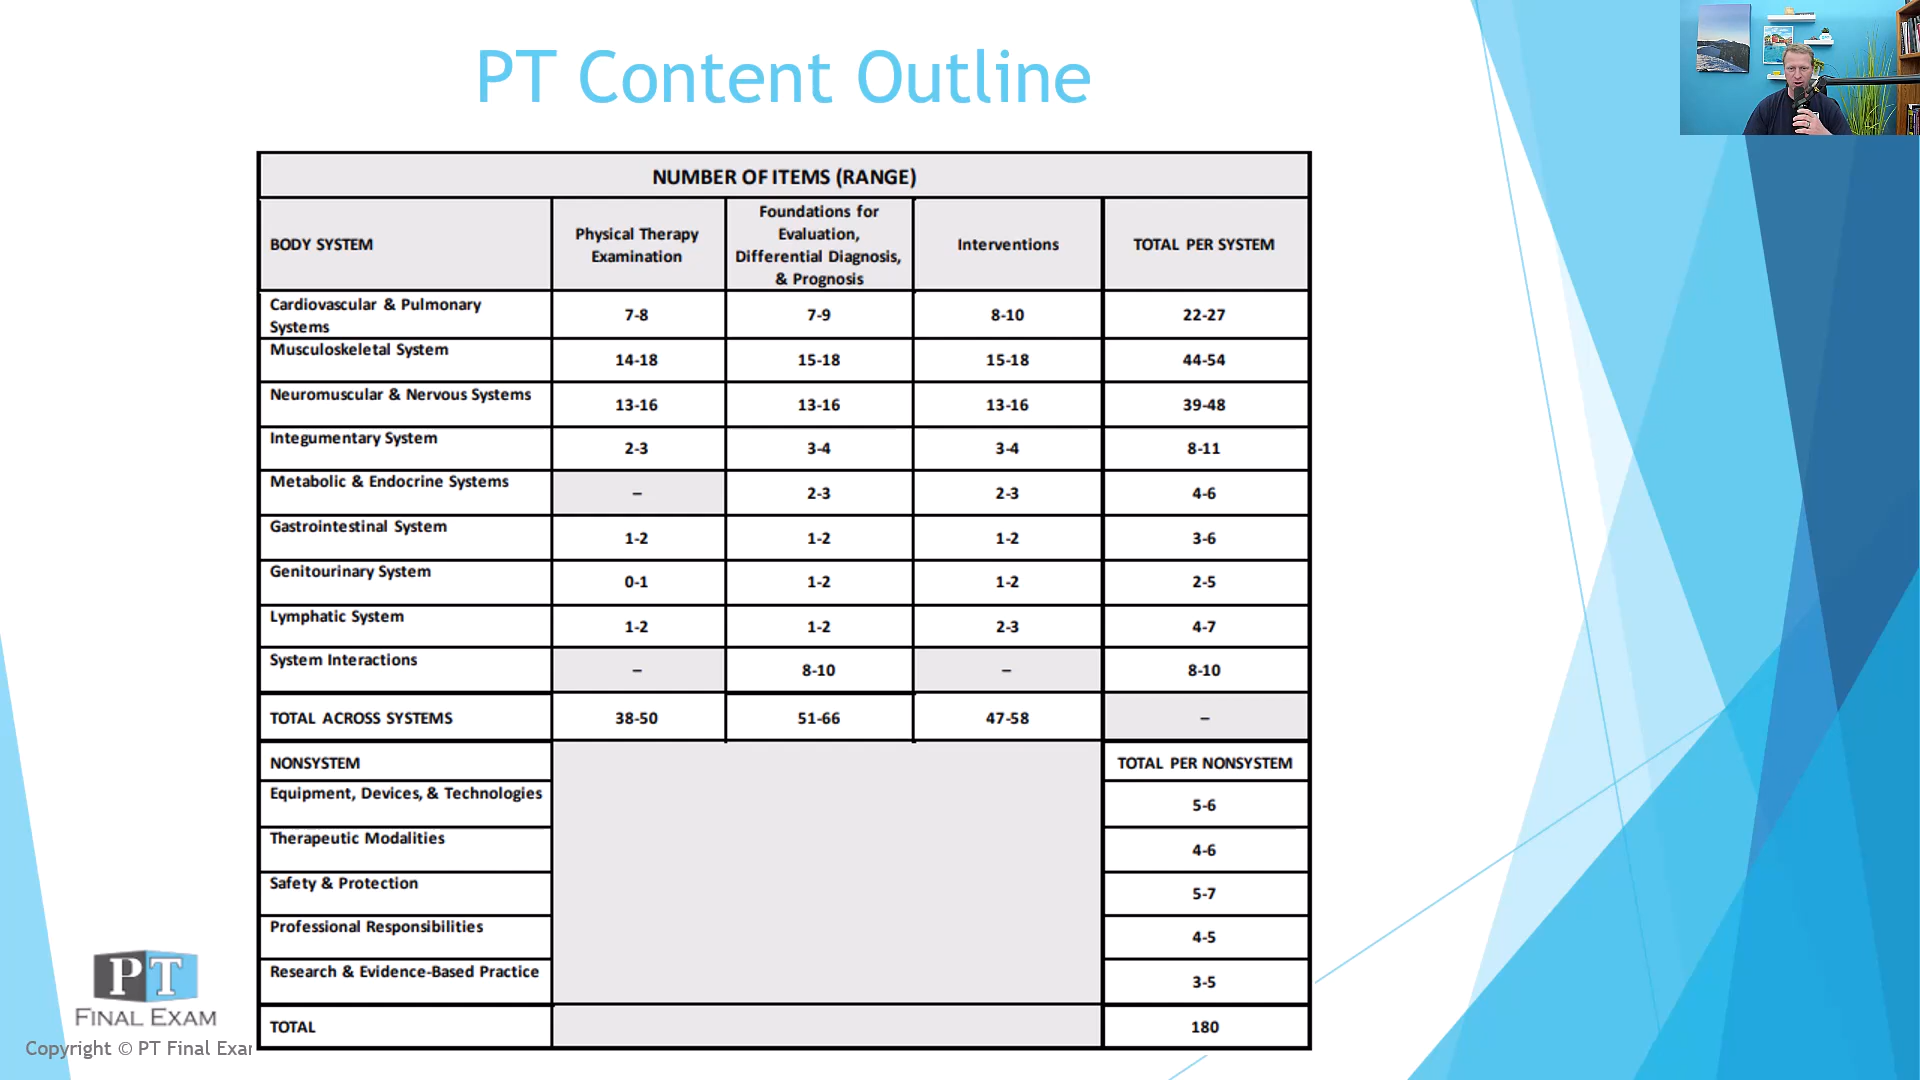 PT Content Outline
NUMBER OF ITEMS (RANGE)
BODY SYSTEM
Physical Therapy
Examination
Foundations for
Evaluation,
Differential Diagnosis,
& Prognosis
Interventions
TOTAL PER SYSTEM
Cardiovascular & Pulmonary
Systems
7-8
7-9
8-10
22-27
Musculoskeletal System
14-18
15-18
15-18
44-54
Neuromuscular & Nervous Systems
13-16
13-16
13-16
39-48
Integumentary System
2-3
3-4
3-4
8-11
Metabolic & Endocrine Systems
–
2-3
2-3
4-6
Gastrointestinal System
1-2
1-2
1-2
3-6
Genitourinary System
0-1
1-2
1-2
2-5
Lymphatic System
1-2
1-2
2-3
4-7
System Interactions
–
8-10
–
8-10
TOTAL ACROSS SYSTEMS
38-50
51-66
47-58
–
NONSYSTEM
TOTAL PER NONSYSTEM
Equipment, Devices, & Technologies
5-6
Therapeutic Modalities
4-6
Safety & Protection
5-7
Professional Responsibilities
4-5
Research & Evidence-Based Practice
3-5
TOTAL
180
PT
FINAL EXAM
Copyright © PT Final Exar